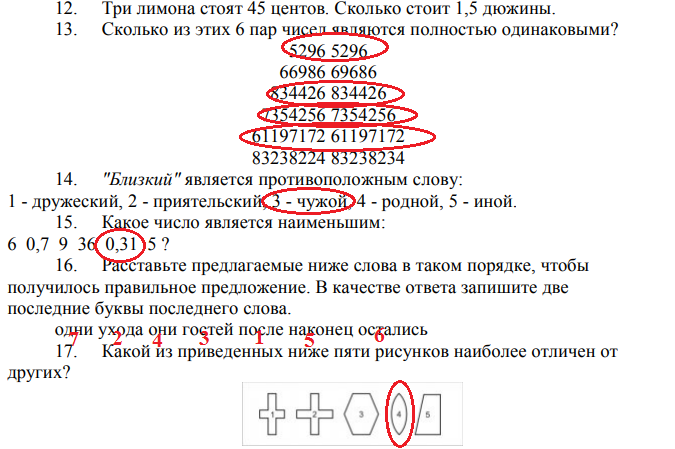 12. Три лимона стоят 45 центов. Сколько стоит 1,5 дюжины.
13. Сколько из этих 6 пар чисел являются полностью одинаковыми?
5296 5296
66986 69686
834426 834426
7354256 7354256
61197172 61197172
83238224 83238234
14. "Близкий" является противоположным слову:
1 - дружеский, 2 - приятельский, 3 - чужой, 4 - родной, 5 - иной.
15. Какое число является наименьшим:
6 0,7 9 36 0,31 5 ?
16. Расставьте предлагаемые ниже слова в таком порядке, чтобы
получилось правильное предложение. В качестве ответа запишите две
последние буквы последнего слова.
одни ухода они гостей после наконец остались
7 2 4 3 1 5 6
17. Какой из приведенных ниже пяти рисунков наиболее отличен от
других?
1 2 3 4 5